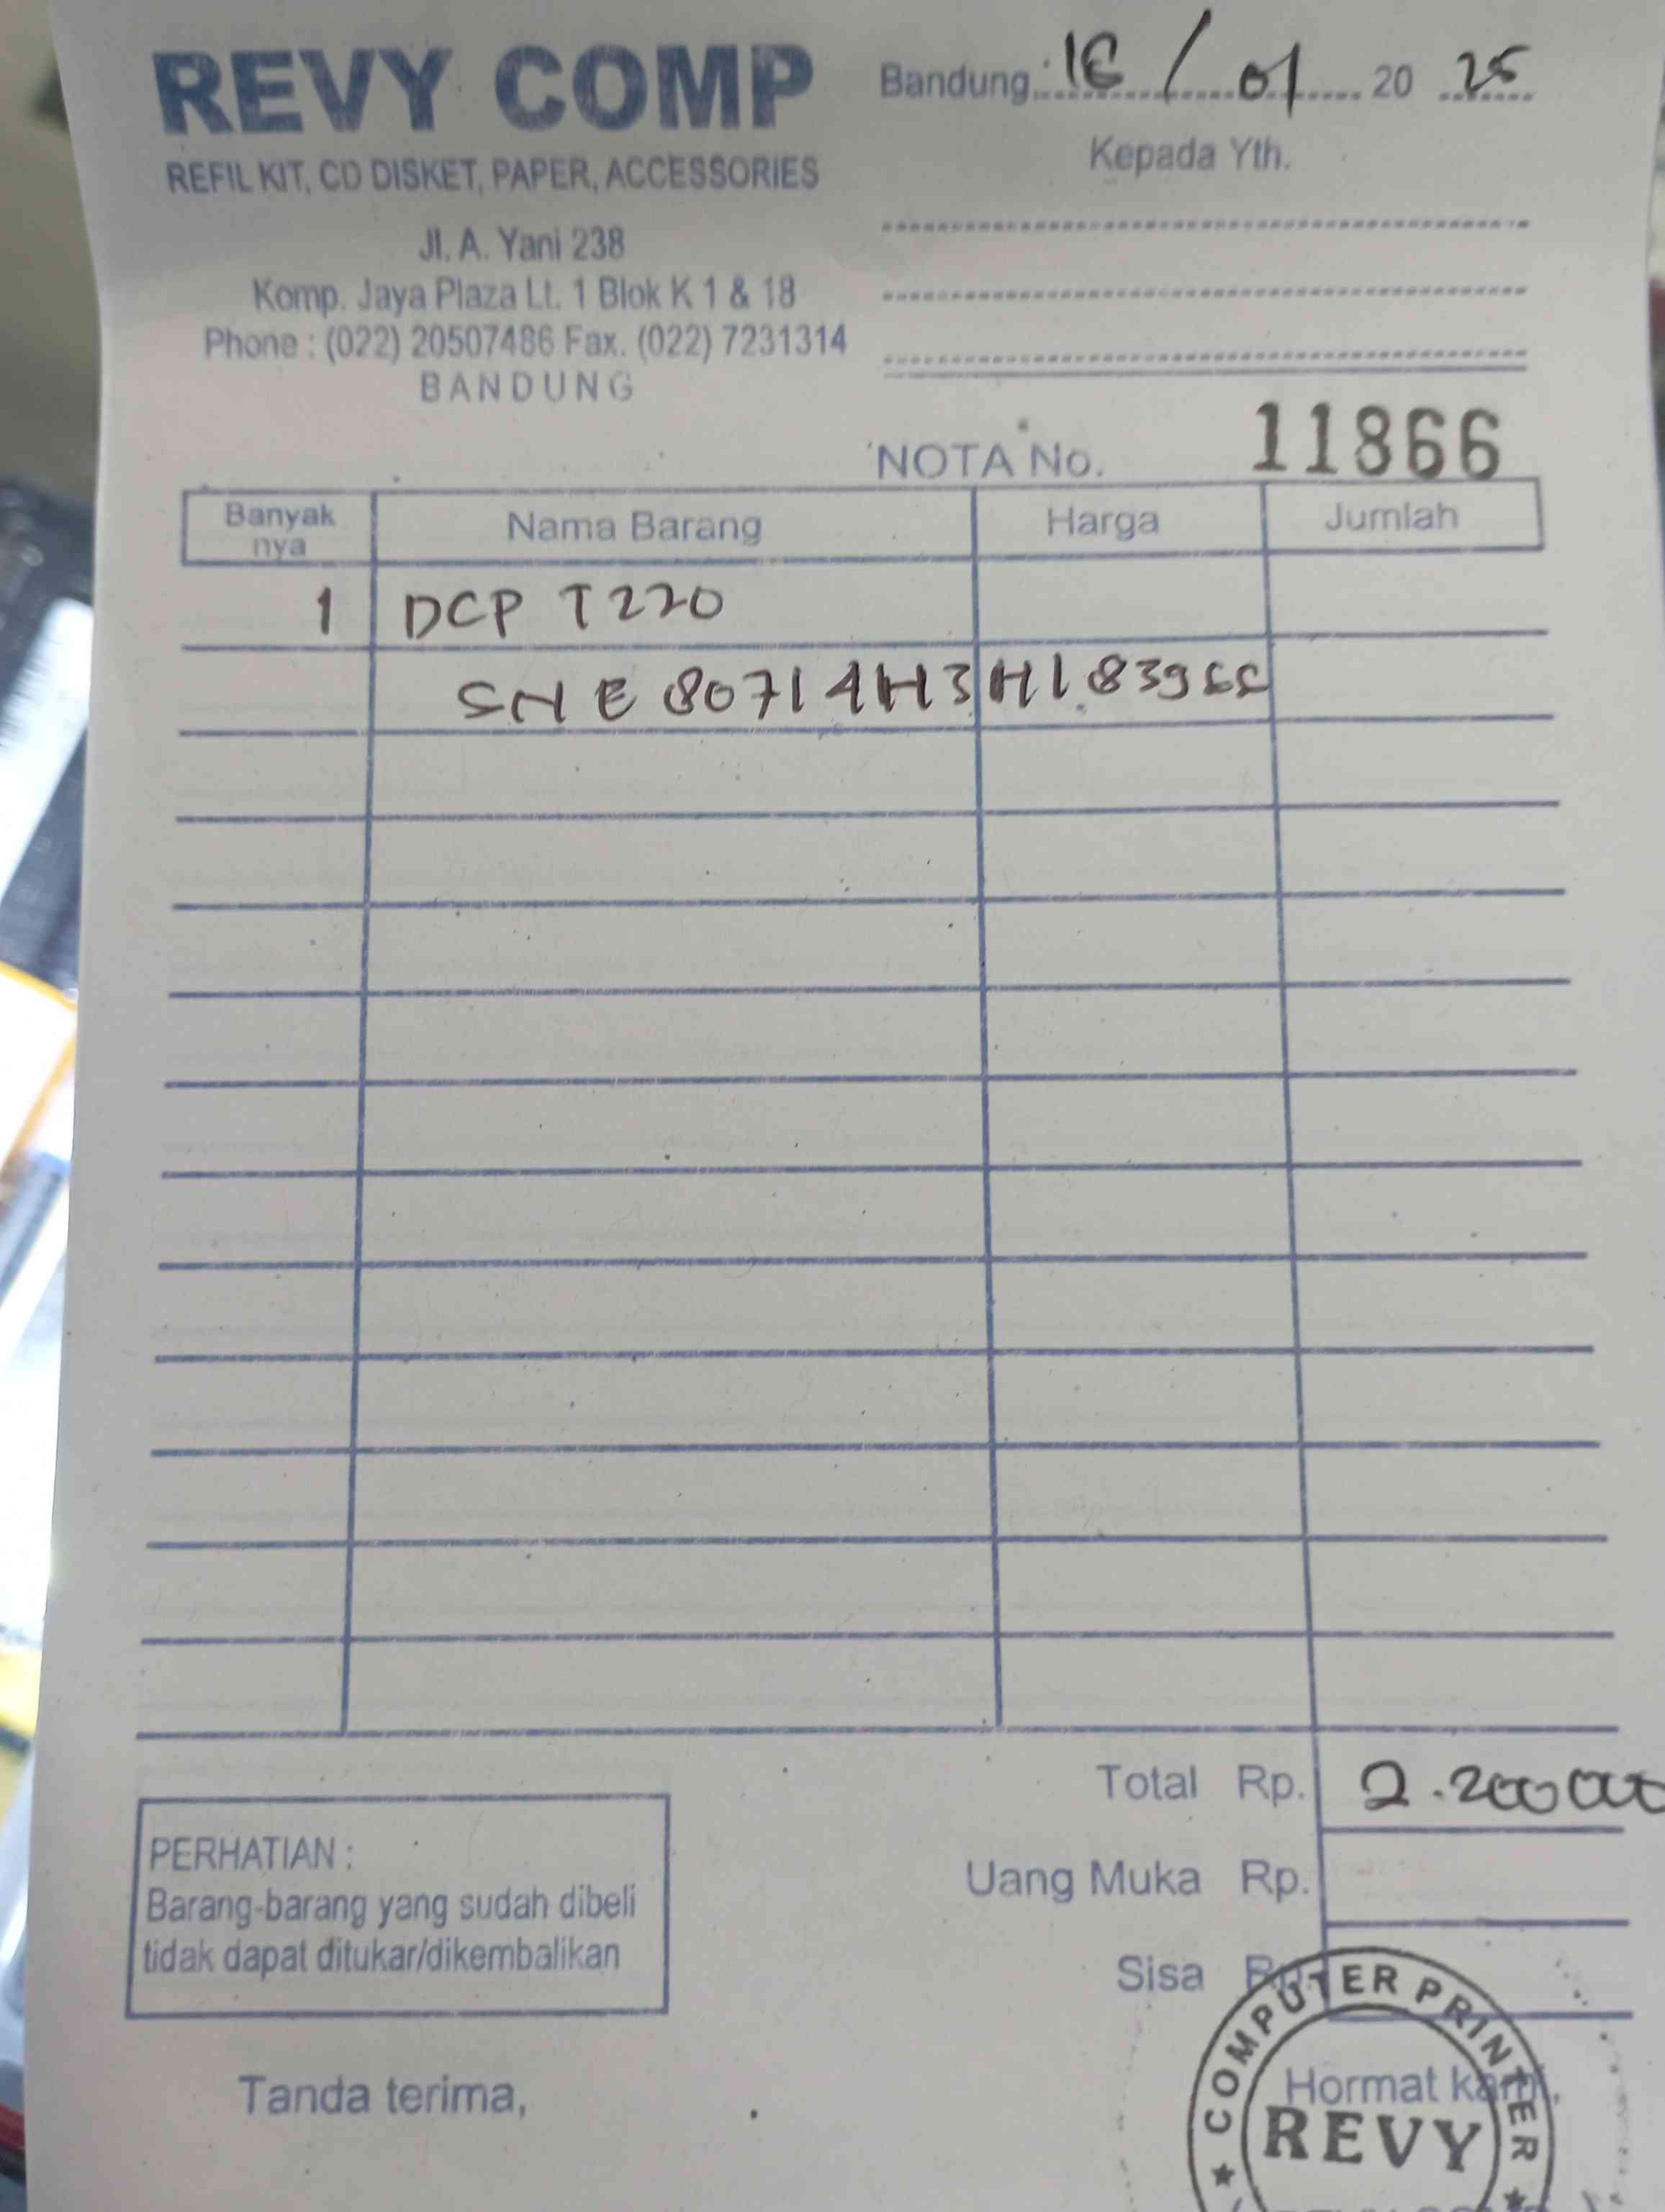 REVY COMP
REFIL KIT, CD DISKET, PAPER, ACCESSORIES
Jl. A. Yani 238
Komp. Jaya Plaza Lt. 1 Blok K 1 & 18
Phone : (022) 20507486 Fax. (022) 7231314
BANDUNG
Bandung, 16 / 01 20 25
Kepada Yth.
NOTA No. 11866
Banyak nya Nama Barang Harga Jumlah
1 DCP T220
Total Rp. 2.200000
Uang Muka Rp.
Sisa Rp.
PERHATIAN :
Barang-barang yang sudah dibeli
tidak dapat ditukar/dikembalikan
Tanda terima,
Hormat kami,
COMPUTER PRINTER
REVY